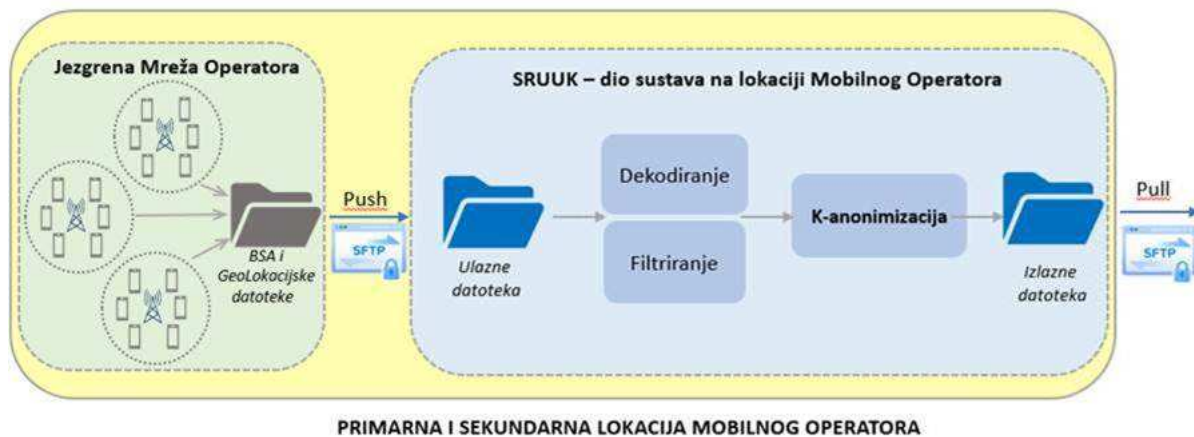 Jezgrena Mreža Operatora
BSA i
GeoLokacijske
datoteke
Push
SFTP
SRUUK – dio sustava na lokaciji Mobilnog Operatora
Ulazne
datoteka
Dekodiranje
Filtriranje
K-anonimizacija
Izlazne
datoteka
Pull
SFTP
PRIMARNA I SEKUNDARNA LOKACIJA MOBILNOG OPERATORA